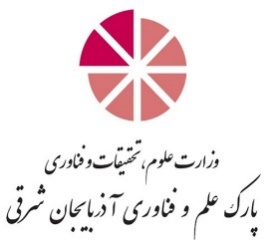 وزارت علوم، تحقیقات و فناوری
پارک علم و فناوری آذربایجان شرقی